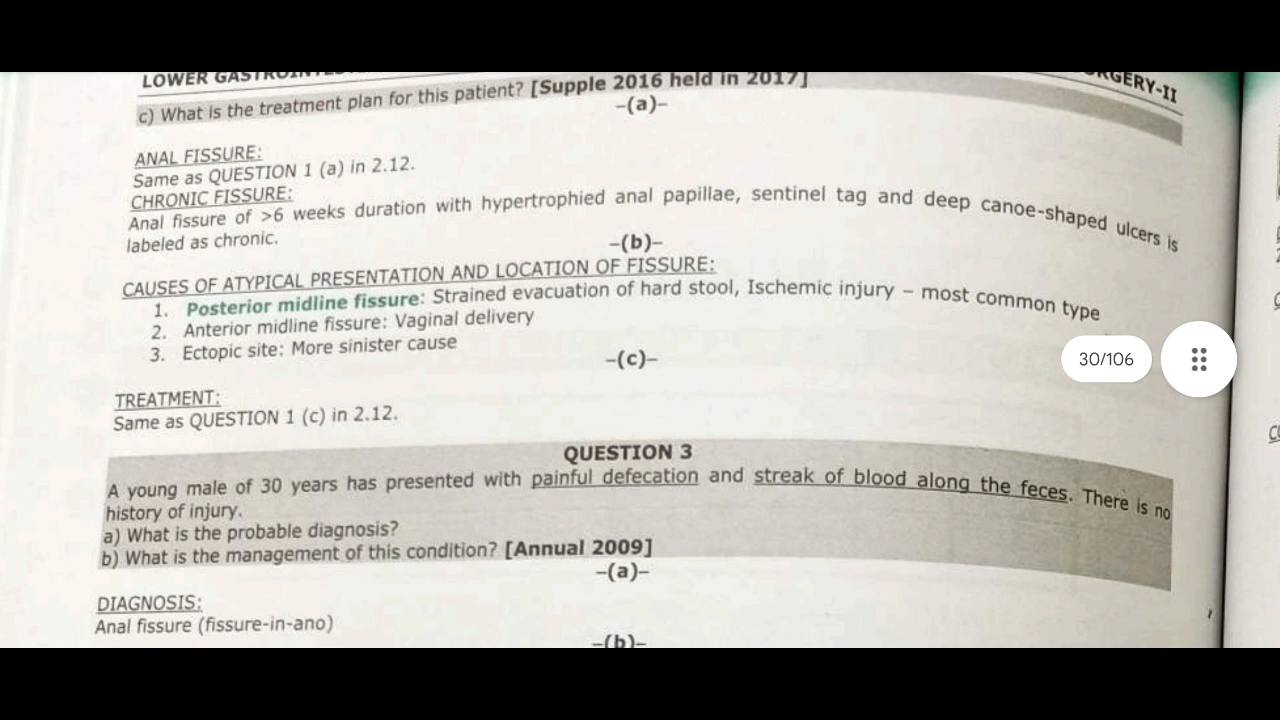 LOWER GASTROINTES
RGERY-II
c) What is the treatment plan for this patient? [Supple 2016 held in 2017]
–(a)–
ANAL FISSURE:
Same as QUESTION 1 (a) in 2.12.
CHRONIC FISSURE:
Anal fissure of >6 weeks duration with hypertrophied anal papillae, sentinel tag and deep canoe-shaped ulcers is
labeled as chronic.
–(b)–
CAUSES OF ATYPICAL PRESENTATION AND LOCATION OF FISSURE:
1. Posterior midline fissure: Strained evacuation of hard stool, Ischemic injury – most common type
2. Anterior midline fissure: Vaginal delivery
3. Ectopic site: More sinister cause
–(c)–
30/106
TREATMENT:
Same as QUESTION 1 (c) in 2.12.
QUESTION 3
A young male of 30 years has presented with painful defecation and streak of blood along the feces. There is no
history of injury.
a) What is the probable diagnosis?
b) What is the management of this condition? [Annual 2009]
–(a)–
DIAGNOSIS:
Anal fissure (fissure-in-ano)
–(b)–